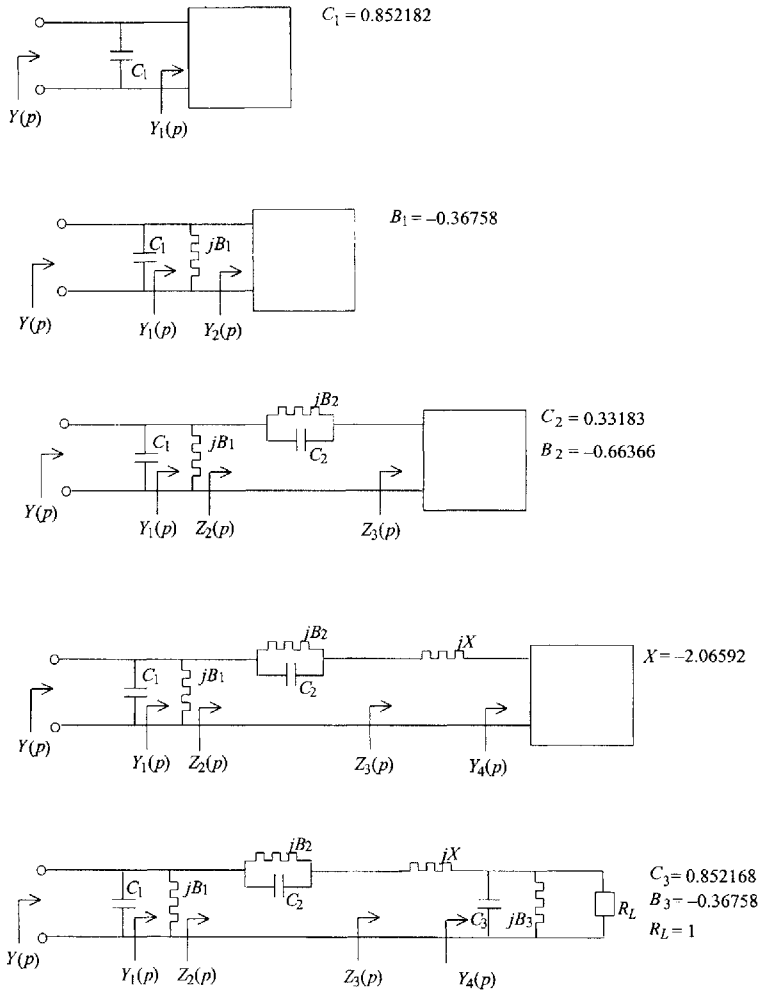 C1 = 0.852182
C1
Y(p)
Y1(p)
B1 = –0.36758
C1
jB1
Y(p)
Y1(p)
Y2(p)
jB2
C2 = 0.33183
C1
jB1
C2
B2 = –0.66366
Y(p)
Y1(p)
Z2(p)
Z3(p)
jB2
jX
X = –2.06592
C1
jB1
C2
Y(p)
Y1(p)
Z2(p)
Z3(p)
Y4(p)
jB2
jX
C3 = 0.852168
C1
jB1
C2
B3 = –0.36758
C3
jB3
RL
RL = 1
Y(p)
Y1(p)
Z2(p)
Z3(p)
Y4(p)